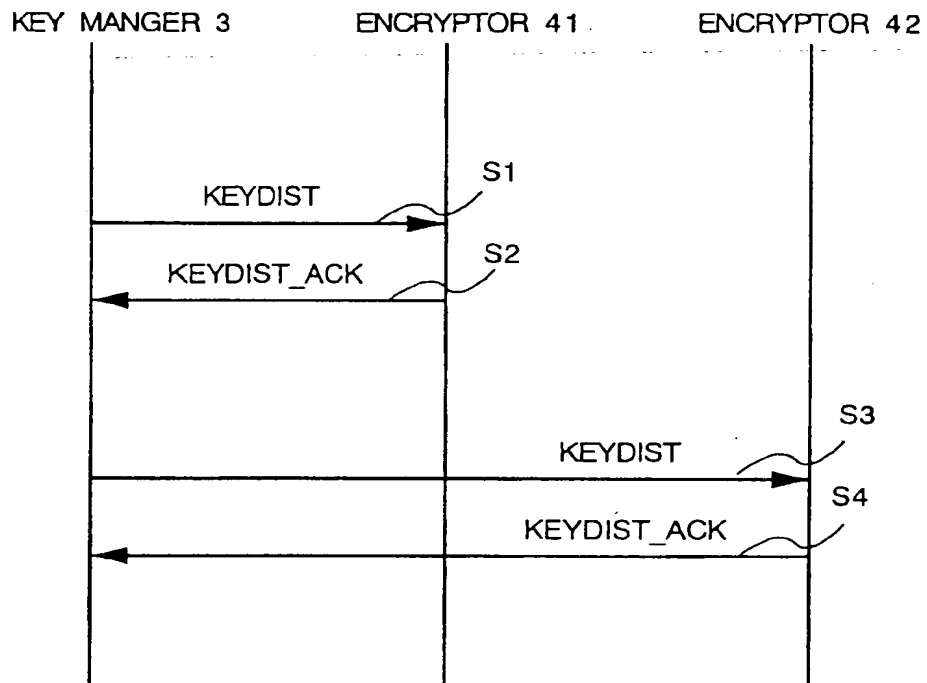 KEY MANGER 3 ENCRYPTOR 41 ENCRYPTOR 42
S1
KEYDIST
S2
KEYDIST_ACK
S3
KEYDIST
S4
KEYDIST_ACK